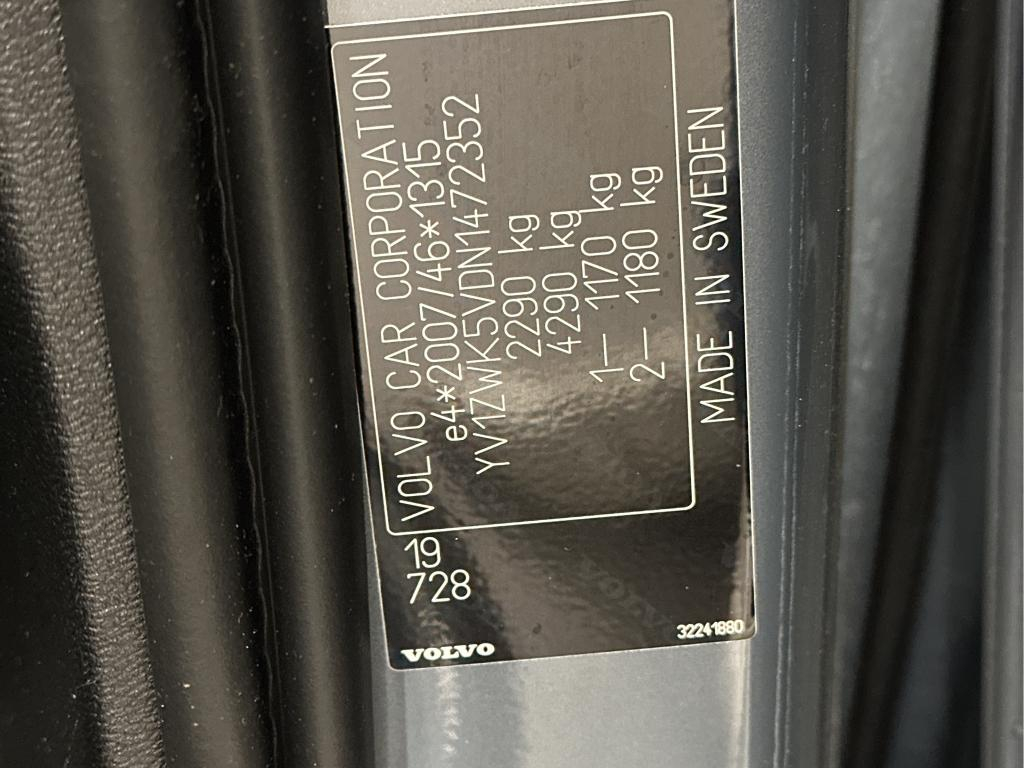 VOLVO CAR CORPORATION
e4*2007/46*1315
YV1ZWK5VDN1472352
2290 kg
4290 kg
1– 1170 kg
2– 1180 kg
MADE IN SWEDEN
19
728
VOLVO
32241880